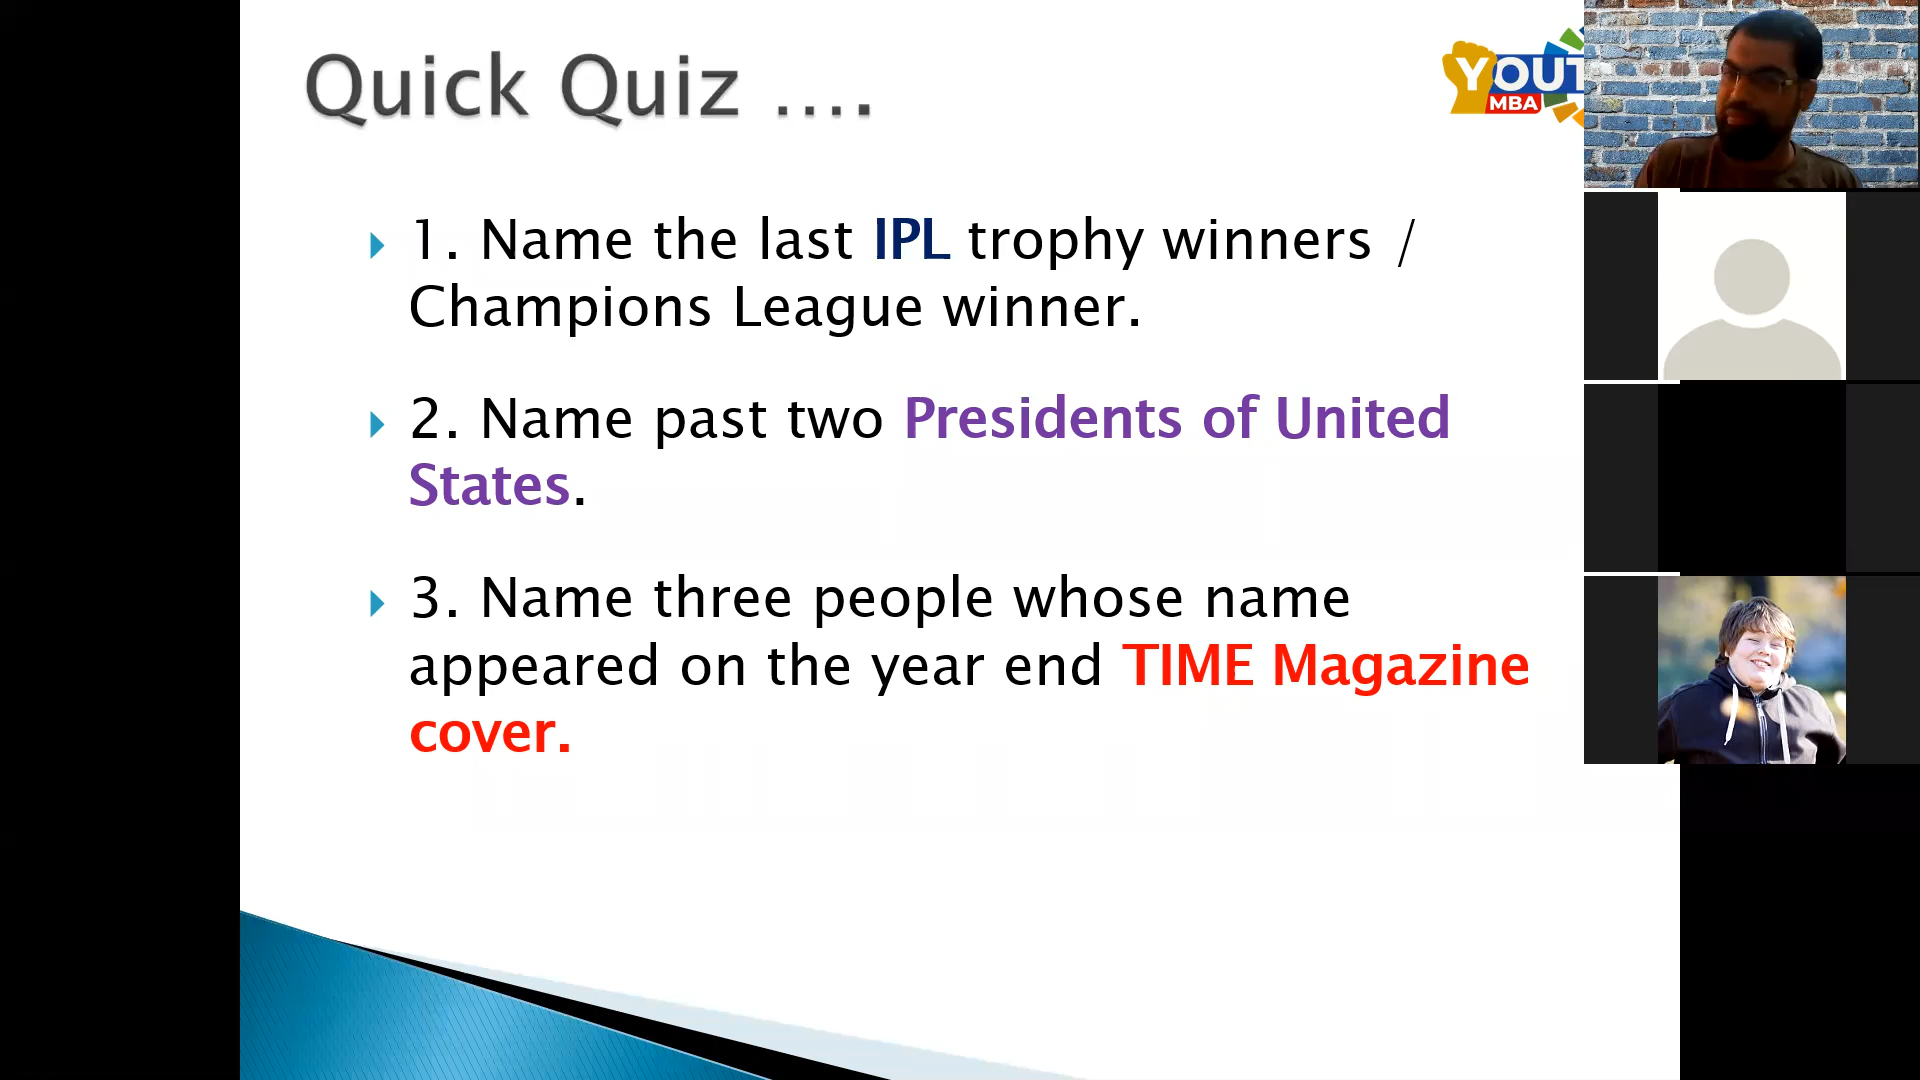 Quick Quiz ....
YOUT
MBA
1. Name the last IPL trophy winners /
Champions League winner.
2. Name past two Presidents of United
States.
3. Name three people whose name
appeared on the year end TIME Magazine
cover.